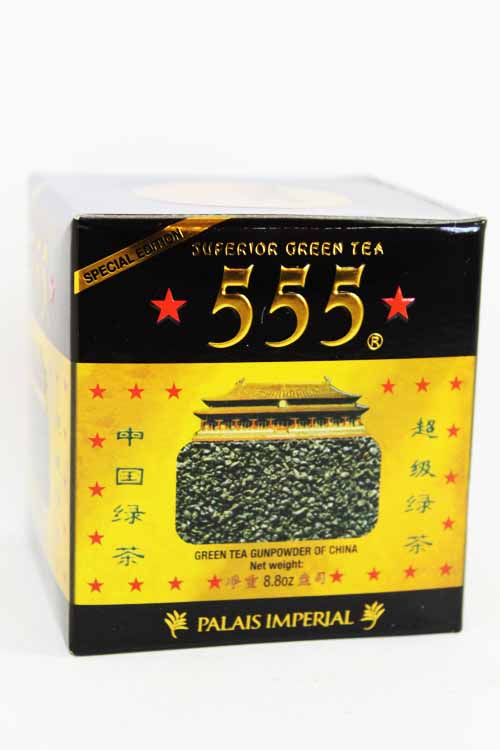 SPECIAL EDITION
SUPERIOR GREEN TEA
555®
中国绿茶
超级绿茶
GREEN TEA GUNPOWDER OF CHINA
Net weight:
净重 8.8oz 盎司
PALAIS IMPERIAL